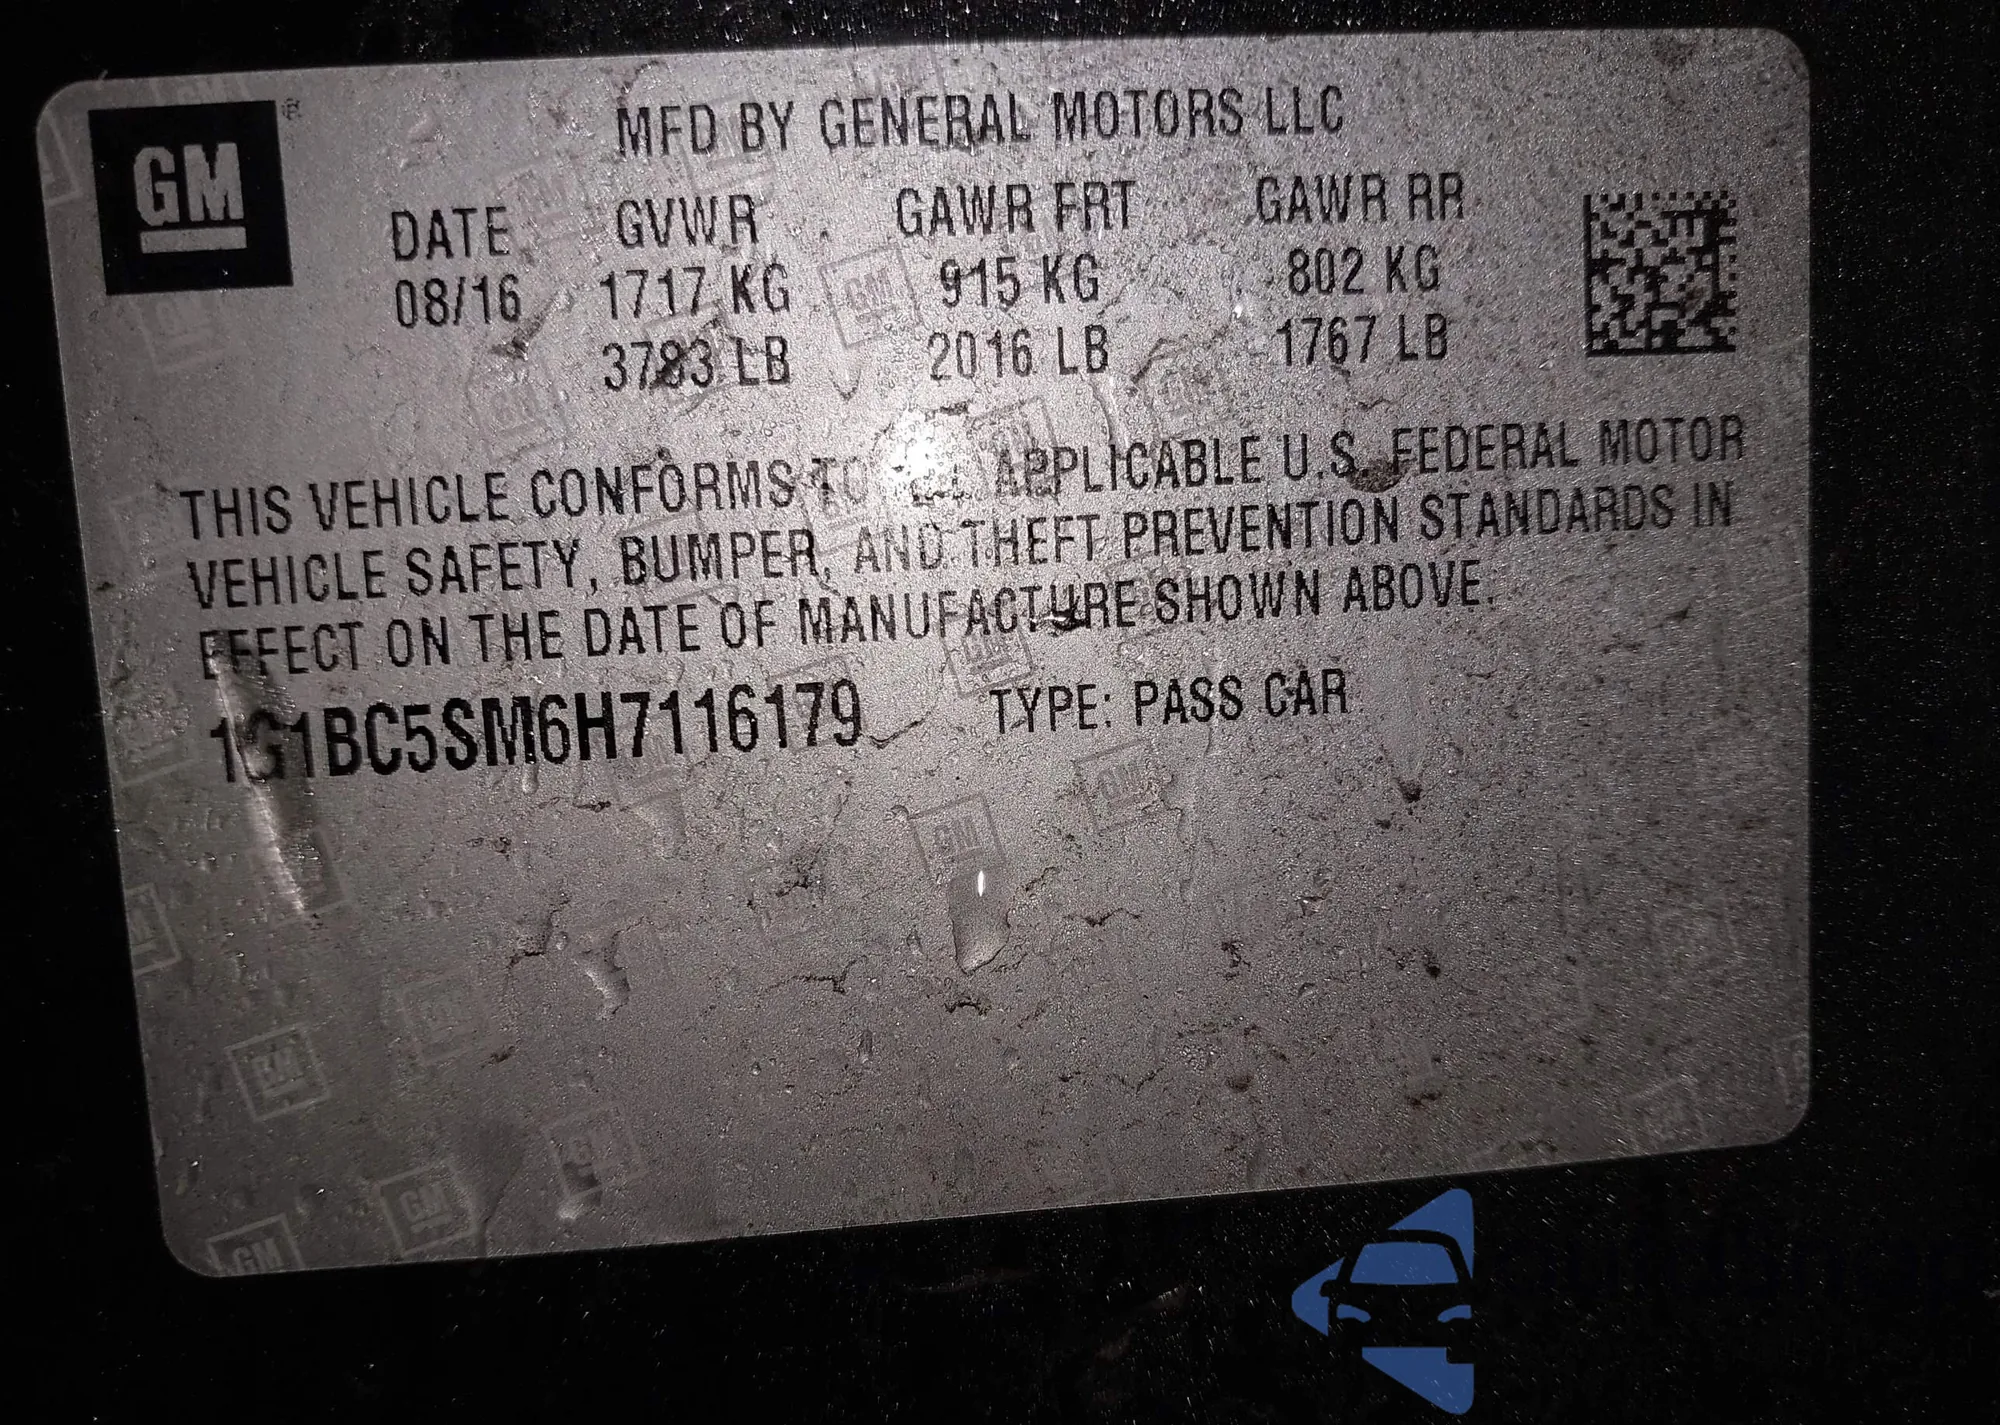 GM ®
MFD BY GENERAL MOTORS LLC
DATE GVWR GAWR FRT GAWR RR
08/16 1717 KG 915 KG 802 KG
3783 LB 2016 LB 1767 LB
THIS VEHICLE CONFORMS TO ALL APPLICABLE U.S. FEDERAL MOTOR
VEHICLE SAFETY, BUMPER, AND THEFT PREVENTION STANDARDS IN
EFFECT ON THE DATE OF MANUFACTURE SHOWN ABOVE.
1G1BC5SM6H7116179 TYPE: PASS CAR